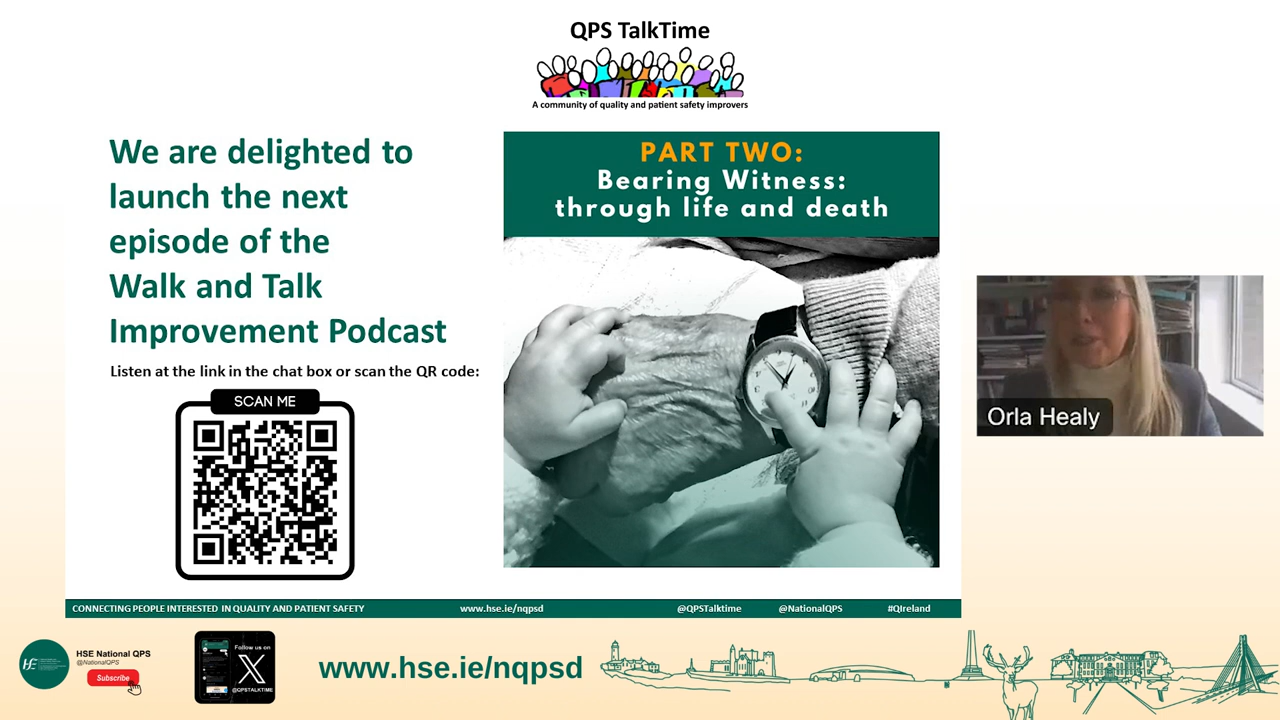 QPS TalkTime
A community of quality and patient safety improvers
We are delighted to
launch the next
episode of the
Walk and Talk
Improvement Podcast
Listen at the link in the chat box or scan the QR code:
SCAN ME
PART TWO:
Bearing Witness:
through life and death
Orla Healy
CONNECTING PEOPLE INTERESTED IN QUALITY AND PATIENT SAFETY
www.hse.ie/nqpsd
@QPSTalktime
@NationalQPS
#QIreland
HSE National QPS
@NationalQPS
Subscribe
Follow us on
X
@QPSTALKTIME
www.hse.ie/nqpsd